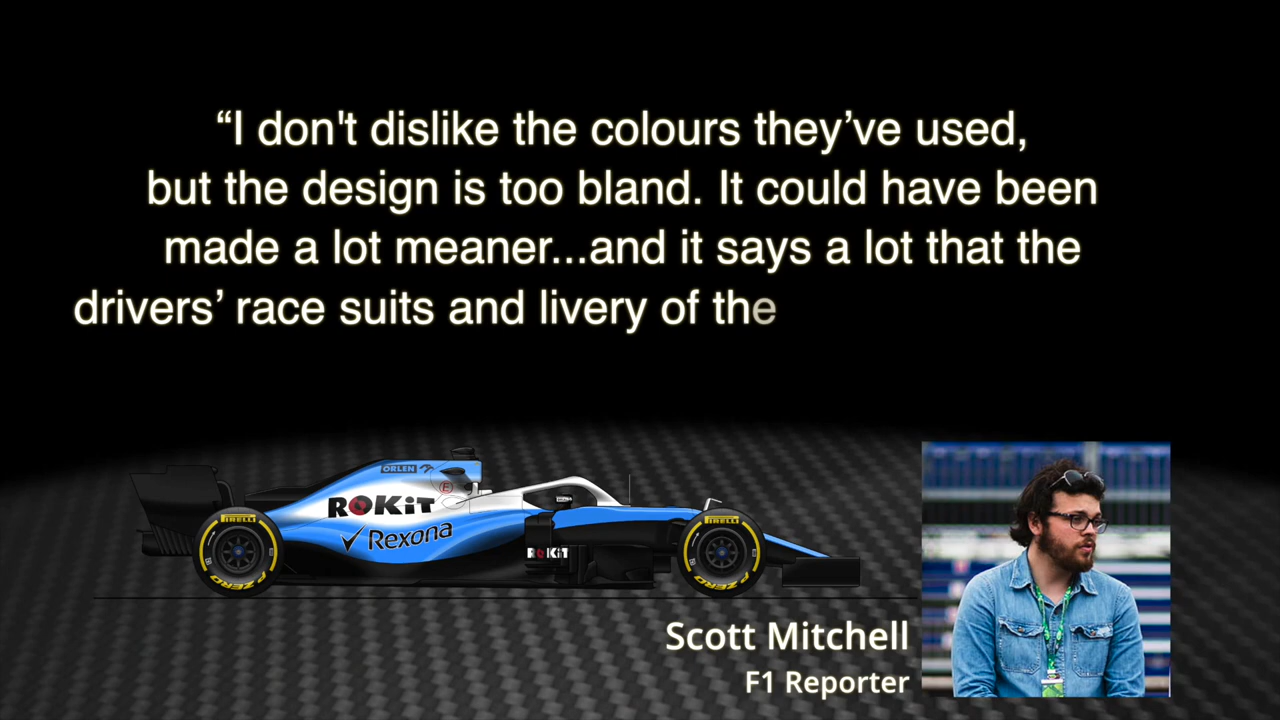 “I don't dislike the colours they’ve used,
but the design is too bland. It could have been
made a lot meaner...and it says a lot that the
drivers’ race suits and livery of the
ORLEN
ROKiT
Rexona
ROKiT
PIRELLI
P ZERO
PIRELLI
P ZERO
Scott Mitchell
F1 Reporter